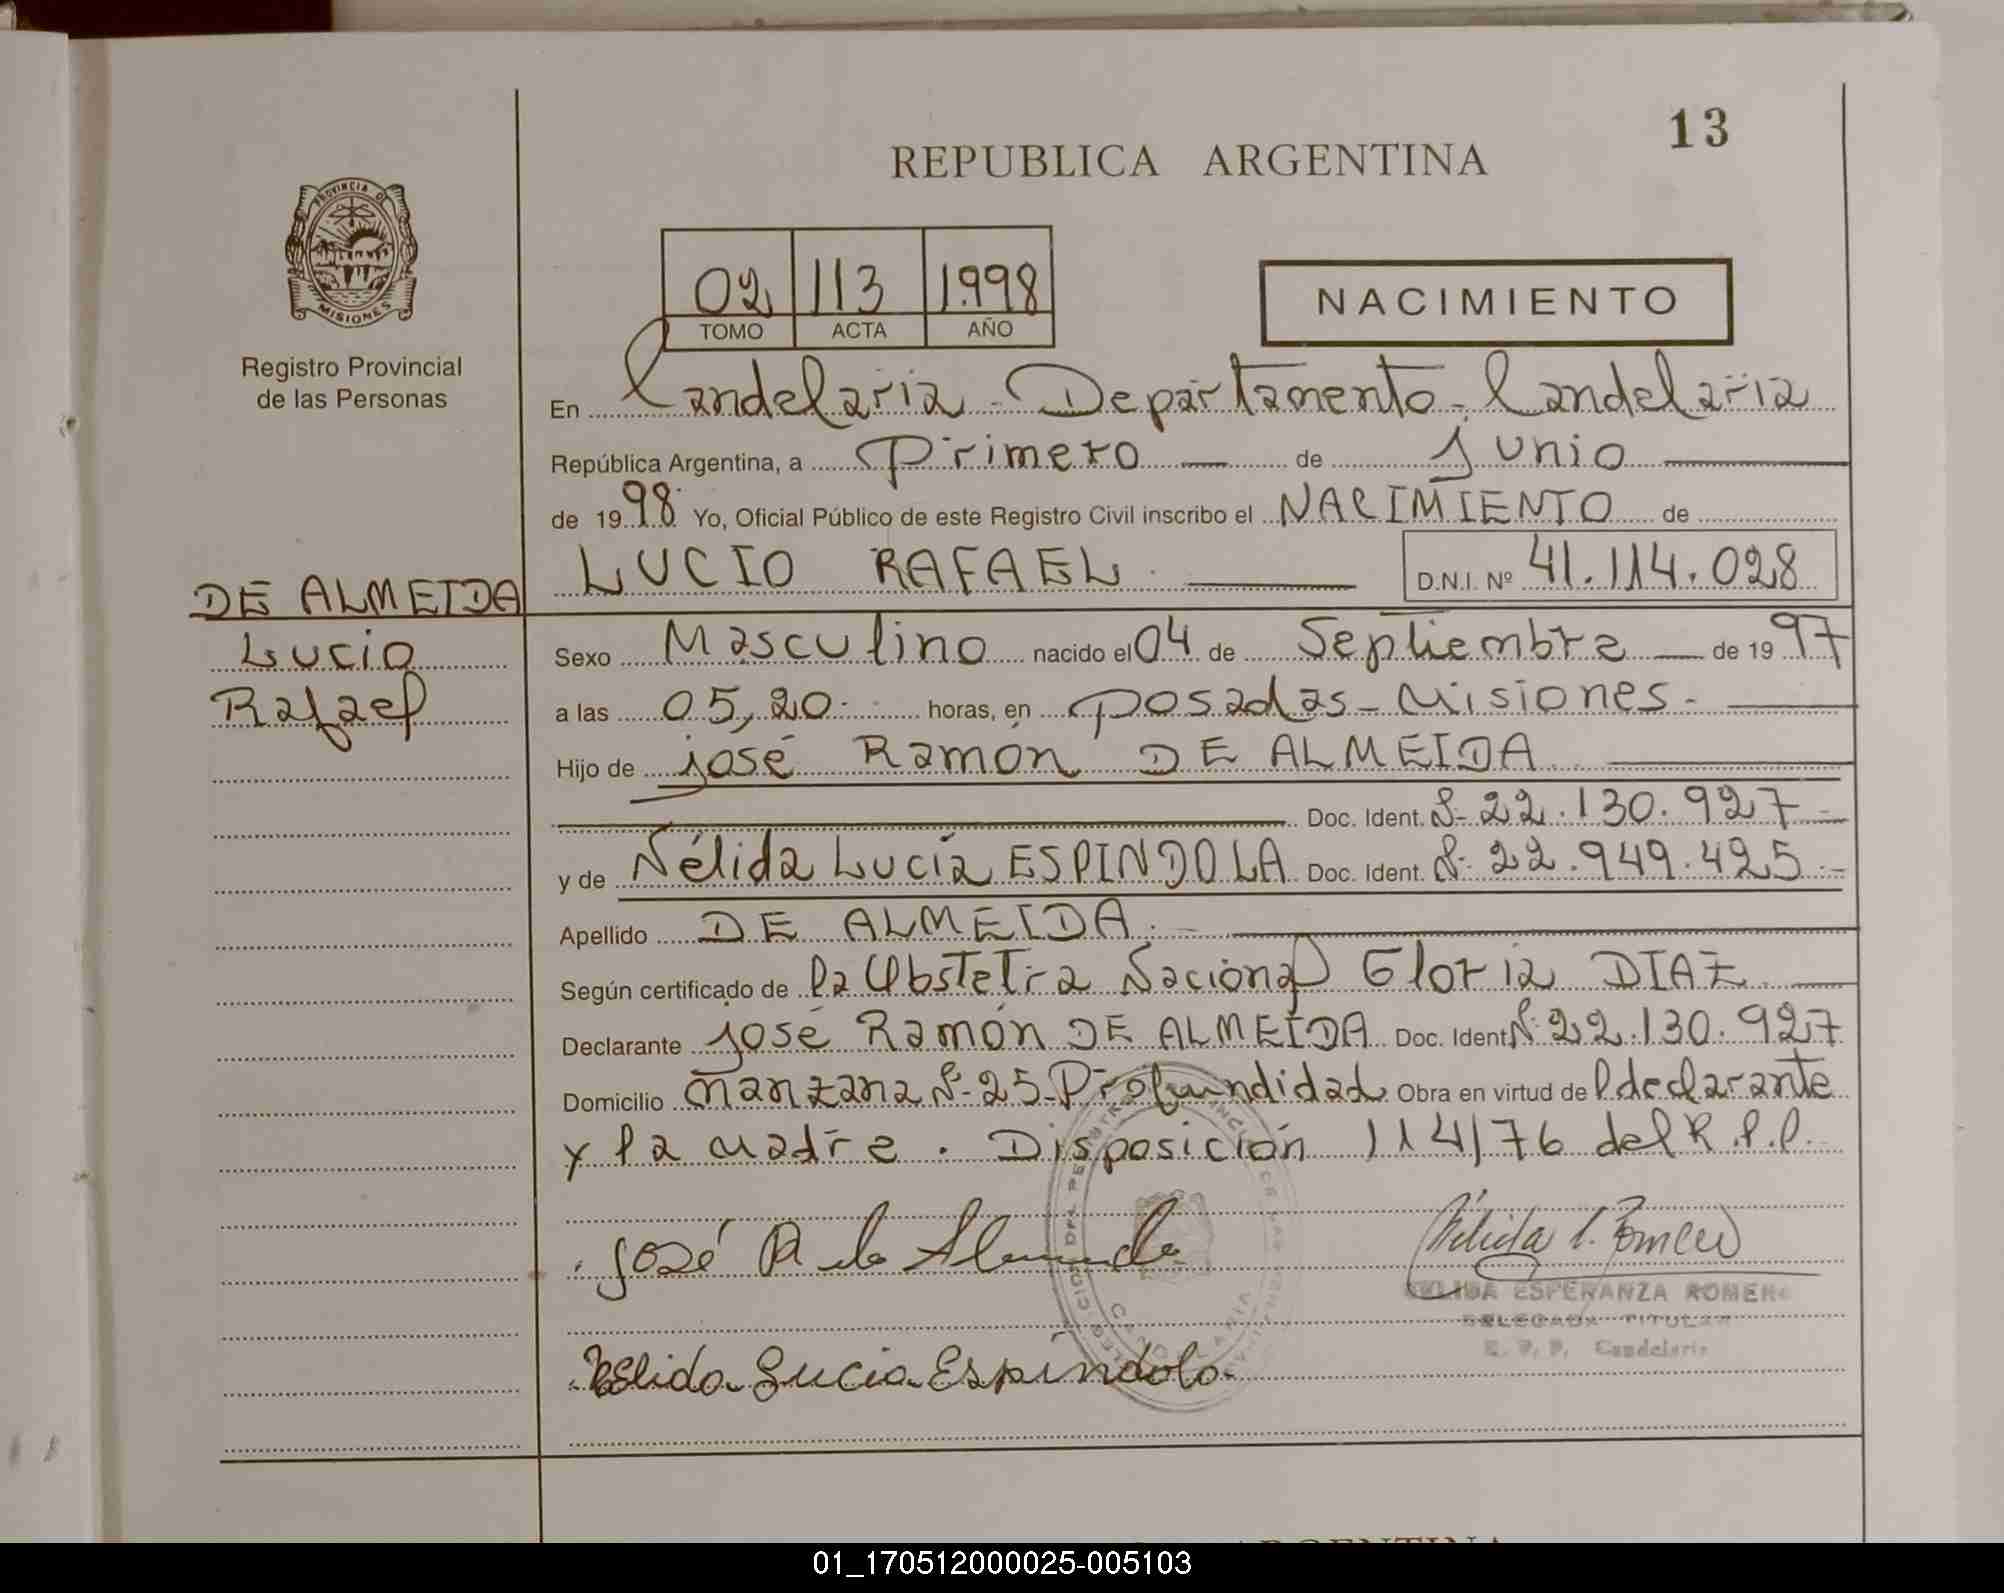 13
REPUBLICA ARGENTINA
PROVINCIA DE
MISIONES
Registro Provincial
de las Personas
02 113 1.998
TOMO ACTA AÑO
NACIMIENTO
En Candelaria - Departamento - Candelaria
República Argentina, a Primero de junio
de 1998. Yo, Oficial Público de este Registro Civil inscribo el NACIMIENTO de
LUCIO RAFAEL. D.N.I. Nº 41.114.028
DE ALMEIDA
Lucio
Rafael
Sexo Masculino nacido el 04 de Septiembre de 1997
a las 05,20. horas, en posadas - Misiones -
Hijo de josé Ramón DE ALMEIDA
Doc. Ident. Nº 22.130.927 -
y de Nélida Lucía ESPINDOLA Doc. Ident. Nº 22.949.425.-
Apellido DE ALMEIDA. -
Según certificado de la Obstetra Nacional Gloria DIAZ
Declarante josé Ramón DE ALMEIDA Doc. Ident Nº 22.130.927
Domicilio Manzana Nº 25 - Profundidad Obra en virtud de l declarante
y la Madre. Disposición 114/76 del R.P.P.
José R de Almeida
Nélida E. Romero
NELIDA ESPERANZA ROMERO
DELEGADA TITULAR
R. P. P. Candelaria
Nélida Lucia Espíndola
CANDELARIA
ARGENTINA
01_170512000025-005103